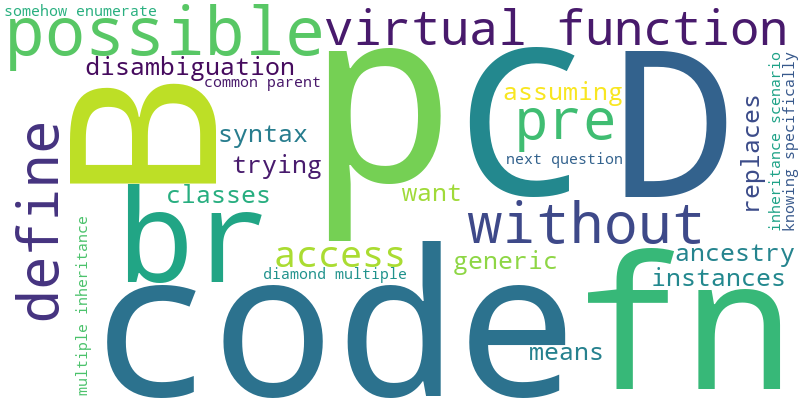 somehow enumerate
possible
virtual function
disambiguation
common parent
B
p
C
D
assuming
pre
syntax
trying
next question
replaces
inheritance scenario
knowing specifically
define
classes
want
br
without
access
generic
ancestry
diamond multiple
instances
multiple inheritance
code
fn
means